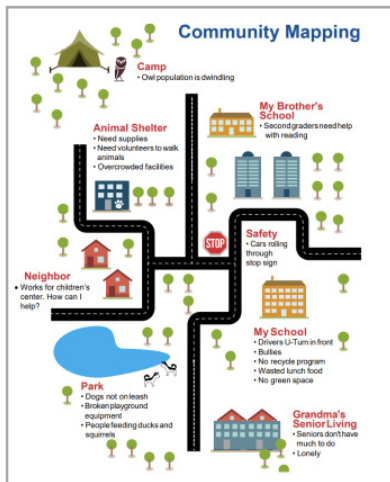 Community Mapping
Camp
• Owl population is dwindling
My Brother's
School
• Second graders need help
with reading
Animal Shelter
• Need supplies
• Need volunteers to walk
animals
• Overcrowded facilities
STOP
Safety
• Cars rolling
through
stop sign
Neighbor
• Works for children's
center. How can I
help?
My School
• Drivers U-Turn in front
• Bullies
• No recycle program
• Wasted lunch food
• No green space
Park
• Dogs not on leash
• Broken playground
equipment
• People feeding ducks and
squirrels
Grandma's
Senior Living
• Seniors don't have
much to do
• Lonely